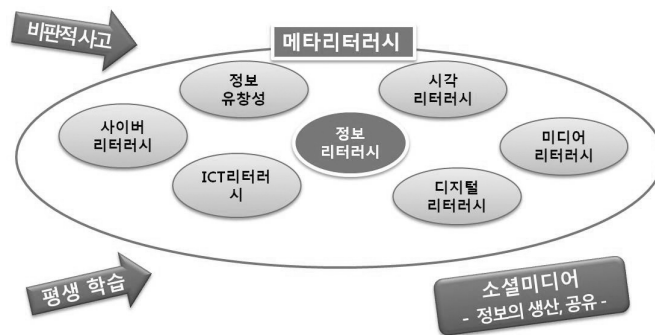 비판적사고
메타리터러시
정보
유창성
시각
리터러시
사이버
리터러시
정보
리터러시
미디어
리터러시
ICT리터러
시
디지털
리터러시
평생 학습
소셜미디어
- 정보의 생산, 공유 -